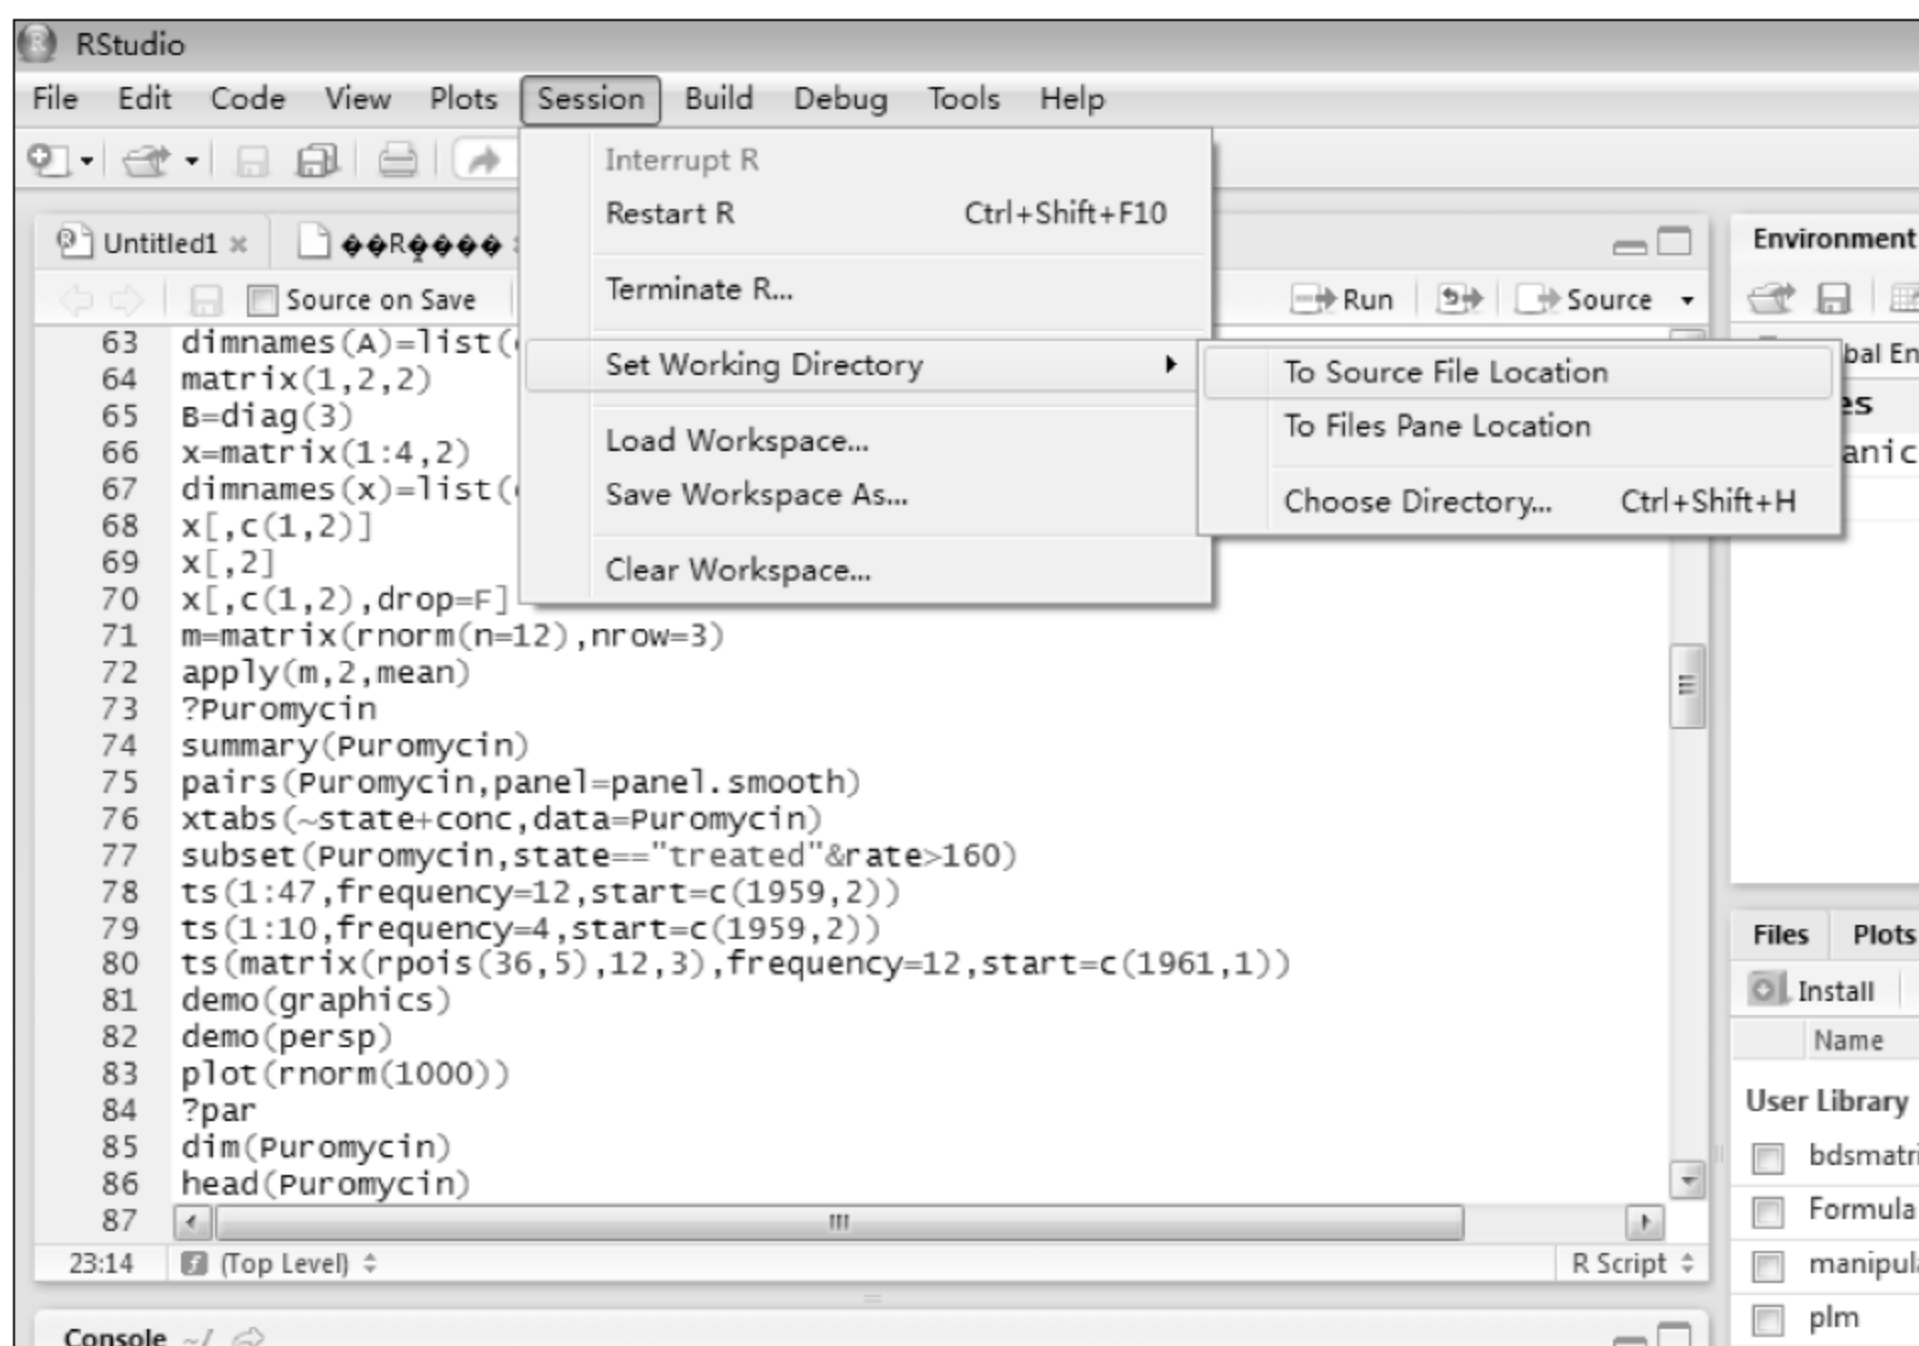 RStudio
File Edit Code View Plots Session Build Debug Tools Help
Interrupt R
Restart R Ctrl+Shift+F10
Terminate R...
Set Working Directory
Load Workspace...
Save Workspace As...
Clear Workspace...
To Source File Location
To Files Pane Location
Choose Directory... Ctrl+Shift+H
Untitled1 ��R����
Source on Save Run Source
63 dimnames(A)=list(
64 matrix(1,2,2)
65 B=diag(3)
66 x=matrix(1:4,2)
67 dimnames(x)=list(
68 x[,c(1,2)]
69 x[,2]
70 x[,c(1,2),drop=F]
71 m=matrix(rnorm(n=12),nrow=3)
72 apply(m,2,mean)
73 ?Puromycin
74 summary(Puromycin)
75 pairs(Puromycin,panel=panel.smooth)
76 xtabs(~state+conc,data=Puromycin)
77 subset(Puromycin,state=="treated"&rate>160)
78 ts(1:47,frequency=12,start=c(1959,2))
79 ts(1:10,frequency=4,start=c(1959,2))
80 ts(matrix(rpois(36,5),12,3),frequency=12,start=c(1961,1))
81 demo(graphics)
82 demo(persp)
83 plot(rnorm(1000))
84 ?par
85 dim(Puromycin)
86 head(Puromycin)
87
23:14 (Top Level) R Script
Console ~/
Environment
bal En
es
anic
Files Plots
Install
Name
User Library
bdsmatri
Formula
manipula
plm